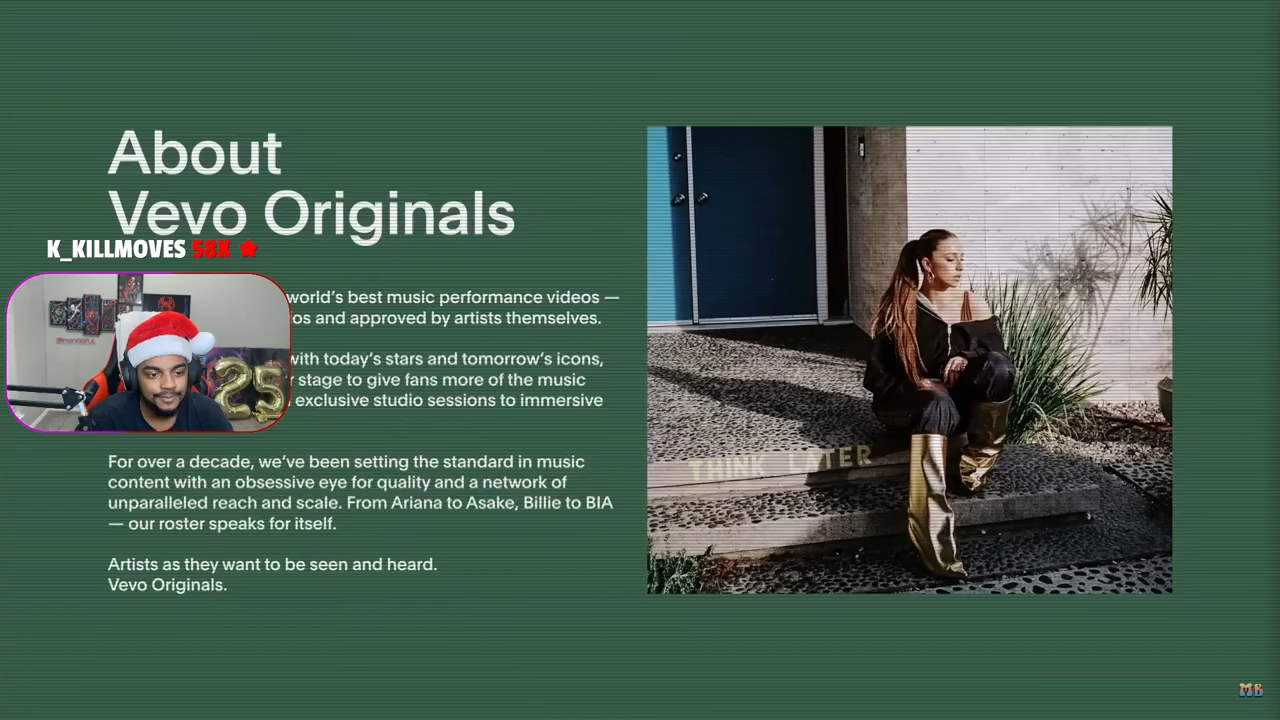 About
Vevo Originals
K_KILLMOVES 58X
world's best music performance videos —
os and approved by artists themselves.
with today's stars and tomorrow's icons,
stage to give fans more of the music
exclusive studio sessions to immersive
25
For over a decade, we've been setting the standard in music
content with an obsessive eye for quality and a network of
unparalleled reach and scale. From Ariana to Asake, Billie to BIA
— our roster speaks for itself.
Artists as they want to be seen and heard.
Vevo Originals.
THINK LATER
MB